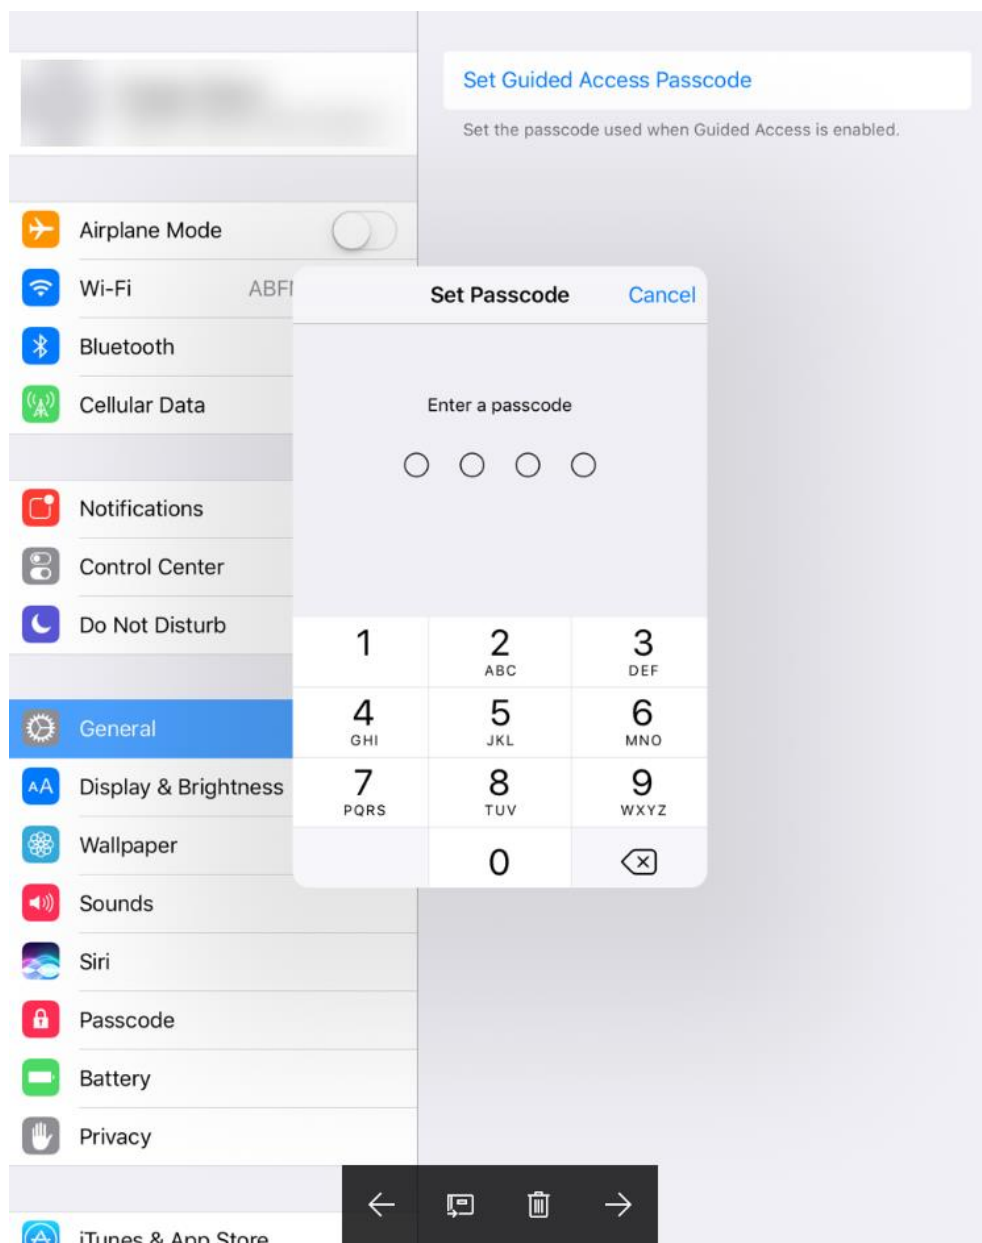 Set Guided Access Passcode
Set the passcode used when Guided Access is enabled.
Airplane Mode
Wi-Fi ABF
Bluetooth
Cellular Data
Notifications
Control Center
Do Not Disturb
General
AA Display & Brightness
Wallpaper
Sounds
Siri
Passcode
Battery
Privacy
iTunes & App Store
Set Passcode Cancel
Enter a passcode
1 2 3
ABC DEF
4 5 6
GHI JKL MNO
7 8 9
PQRS TUV WXYZ
0